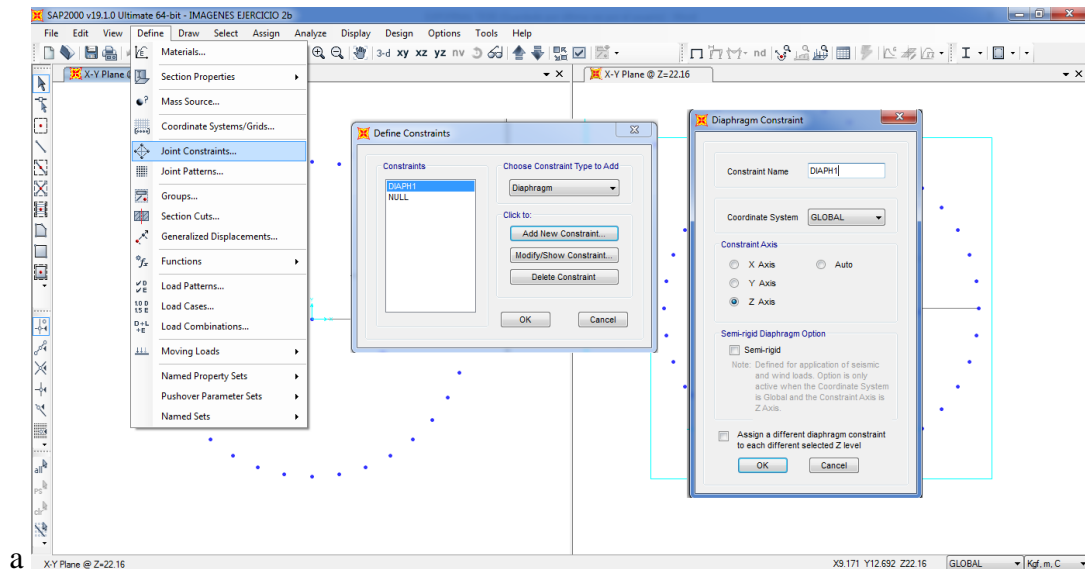 SAP2000 v19.1.0 Ultimate 64-bit - IMAGENES EJERCICIO 2b
File Edit View Define Draw Select Assign Analyze Display Design Options Tools Help
3-d xy xz yz nv
nd
X-Y Plane @
X-Y Plane @ Z=22.16
Materials...
Section Properties
Mass Source...
Coordinate Systems/Grids...
Joint Constraints...
Joint Patterns...
Groups...
Section Cuts...
Generalized Displacements...
Functions
Load Patterns...
Load Cases...
Load Combinations...
Moving Loads
Named Property Sets
Pushover Parameter Sets
Named Sets
Define Constraints
Constraints
DIAPH1
NULL
Choose Constraint Type to Add
Diaphragm
Click to:
Add New Constraint...
Modify/Show Constraint...
Delete Constraint
OK Cancel
Diaphragm Constraint
Constraint Name DIAPH1
Coordinate System GLOBAL
Constraint Axis
X Axis Auto
Y Axis
Z Axis
Semi-rigid Diaphragm Option
Semi-rigid
Note: Defined for application of seismic
and wind loads. Option is only
active when the Coordinate System
is Global and the Constraint Axis is
Z Axis.
Assign a different diaphragm constraint
to each different selected Z level
OK Cancel
all
PS
clr
a
X-Y Plane @ Z=22.16
X9.171 Y12.692 Z22.16 GLOBAL Kgf, m, C